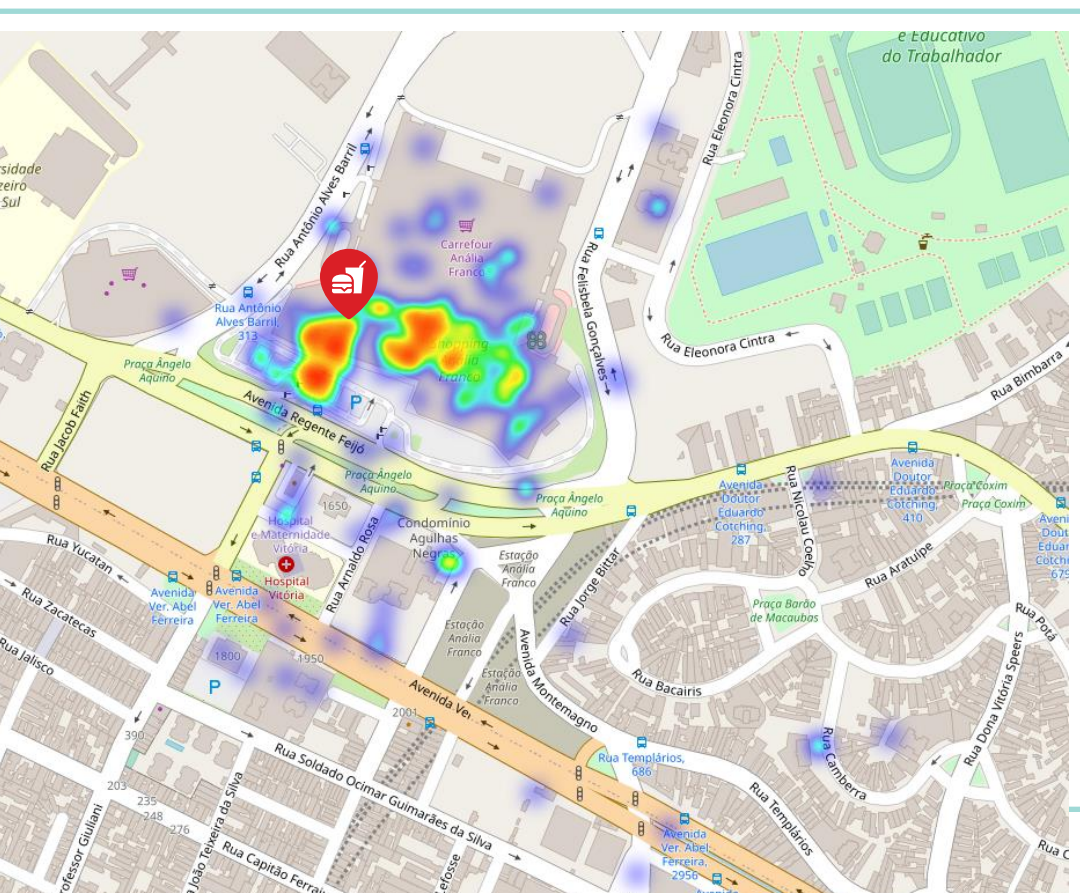 e Educativo
do Trabalhador
Rua Eleonora Cintra
Rua Antônio Alves Barril
Sul
Carrefour
Anália
Franco
Rua Felisbela Gonçalves
Rua Antônio
Alves Barril,
313
Shopping
Anália
Franco
Rua Eleonora Cintra
Rua Bimbarra
Praça Ângelo
Aquino
P
Avenida Regente Feijó
Rua Jacob Faith
Praça Ângelo
Aquino
Praça Ângelo
Aquino
1650
Condomínio
Agulhas
Negras
Avenida
Doutor
Eduardo
Cotching,
287
Rua Nicolau Coelho
Avenida
Doutor
Eduardo
Cotching,
410
Praça Coxim
Praça Coxim
679
Hospital
e Maternidade
Vitória
Hospital
Vitória
Rua Arnaldo Rosa
Estação
Anália
Franco
Rua Jorge Bittar
Rua Aratuípe
Rua Yucatan
Avenida
Ver. Abel
Ferreira
Avenida
Ver. Abel
Ferreira
Rua Zacatecas
Praça Barão
de Macaubas
Rua Potá
Estação
Anália
Franco
Rua Jalisco
1800
1950
P
Estação
Anália
Franco
Avenida Montemagno
Rua Bacairis
Rua Dona Vitória Speers
Avenida Ve
2001
390
Rua Soldado Ocimar Guimarães da Silva
Rua Templários,
686
Rua Camberra
Rua Templários
203
235
248
276
João Teixeira da Silva
Rua Capitão Ferrai
Avenida
Ver. Abel
Ferreira,
2956
Rua C